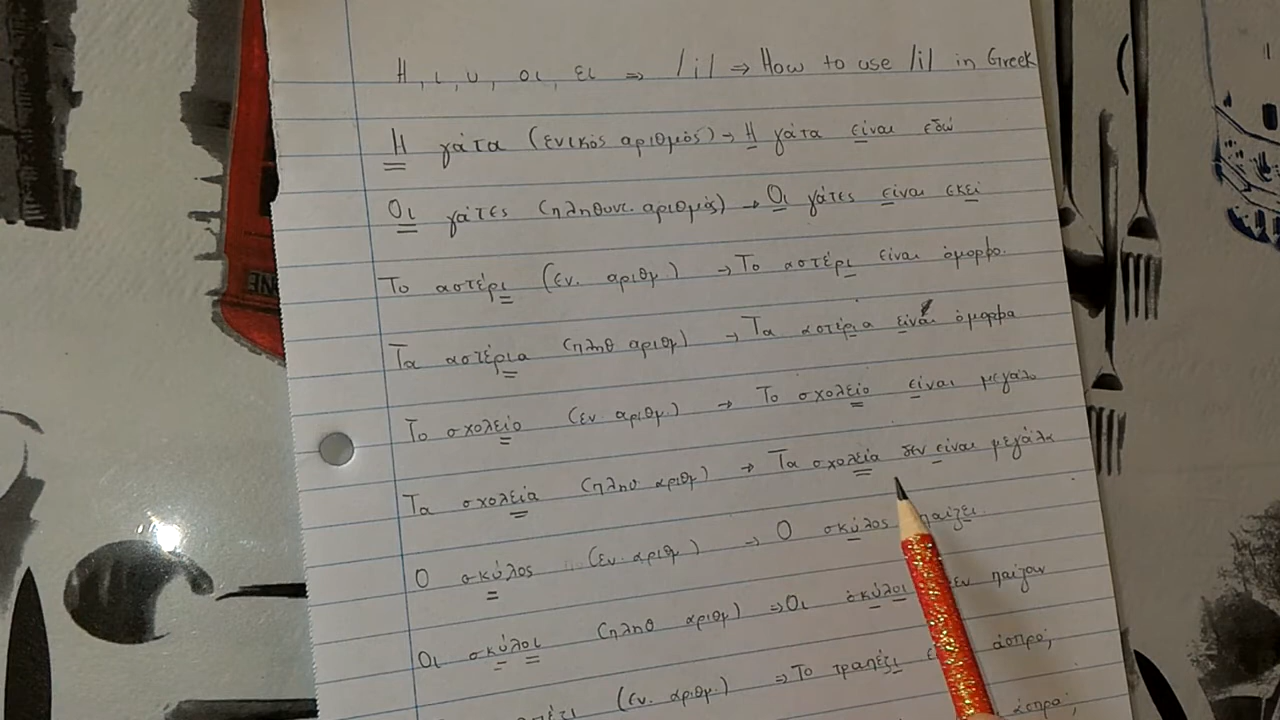 Η, ι, υ, οι, ει ⇒ /i/ ⇒ How to use /i/ in Greek
Η γάτα (ενικός αριθμός) → Η γάτα είναι εδώ
Οι γάτες (πληθυντ. αριθμός) → Οι γάτες είναι εκεί
Το αστέρι (εν. αριθμ.) → Το αστέρι είναι όμορφο.
Τα αστέρια (πληθ αριθμ) → Τα αστέρια είναι όμορφα
Το σχολείο (εν. αριθμ.) → Το σχολείο είναι μεγάλο
Τα σχολεία (πληθ αριθμ) → Τα σχολεία δεν είναι μεγάλα
Ο σκύλος (εν. αριθμ) → Ο σκύλος παίζει.
Οι σκύλοι (πληθ αριθμ) ⇒ Οι σκύλοι παίζαν
(εν. αριθμ.) ⇒ Το τραπέζι άσπρο;
άσπρα;